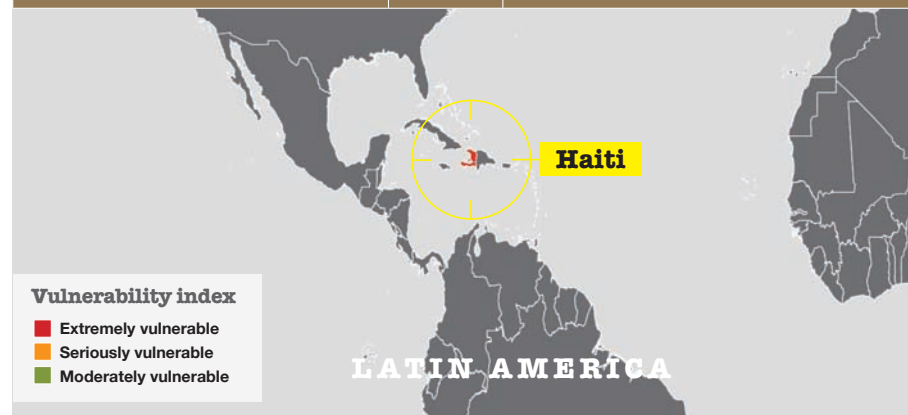 Haiti
Vulnerability index
Extremely vulnerable
Seriously vulnerable
Moderately vulnerable
LATIN AMERICA